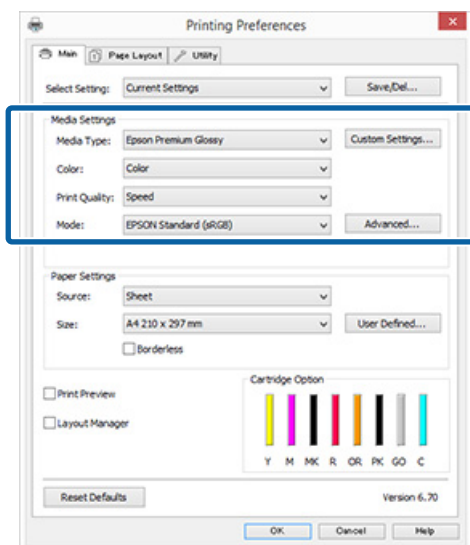 Printing Preferences
Main Page Layout Utility
Select Setting: Current Settings Save/Del...
Media Settings
Media Type: Epson Premium Glossy Custom Settings...
Color: Color
Print Quality: Speed
Mode: EPSON Standard (sRGB) Advanced...
Paper Settings
Source: Sheet
Size: A4 210 x 297 mm User Defined...
Borderless
Print Preview
Layout Manager
Cartridge Option
Y M MK R OR PK GO C
Reset Defaults Version 6.70
OK Cancel Help